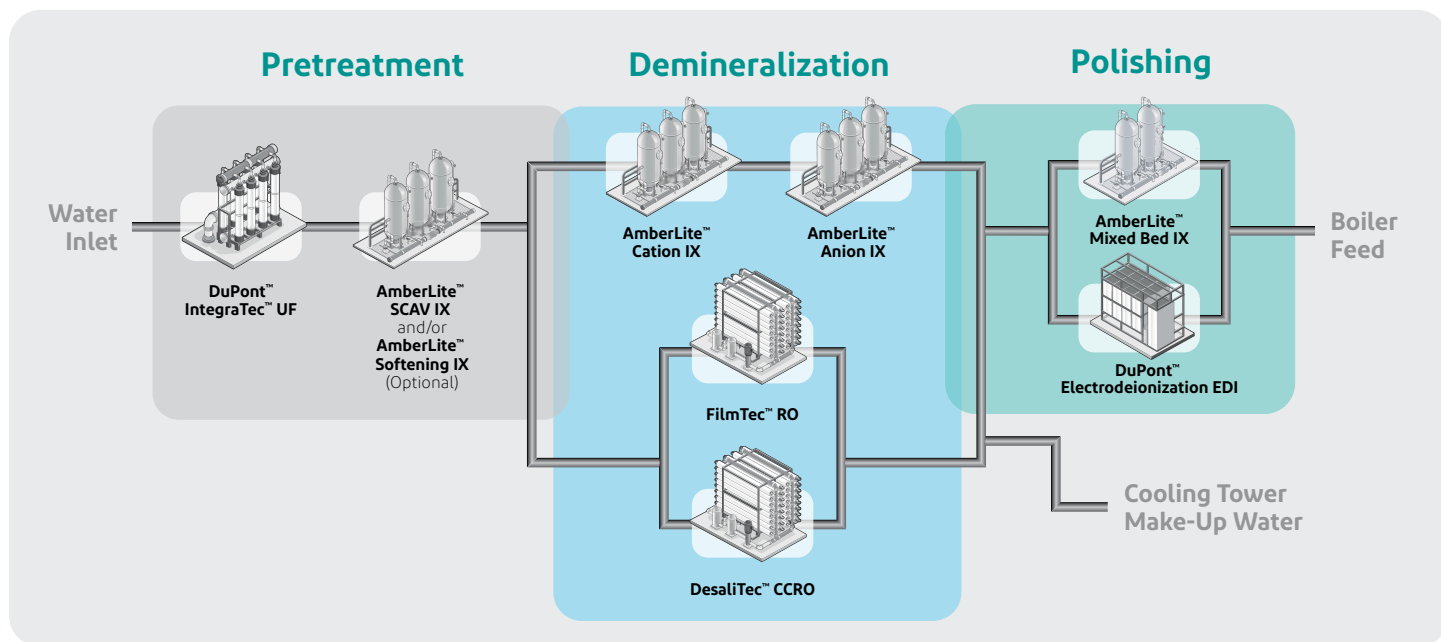 Pretreatment
Demineralization
Polishing
Water
Inlet
DuPont™
IntegraTec™ UF
AmberLite™
SCAV IX
and/or
AmberLite™
Softening IX
(Optional)
AmberLite™
Cation IX
AmberLite™
Anion IX
FilmTec™ RO
DesaliTec™ CCRO
AmberLite™
Mixed Bed IX
DuPont™
Electrodeionization EDI
Boiler
Feed
Cooling Tower
Make-Up Water